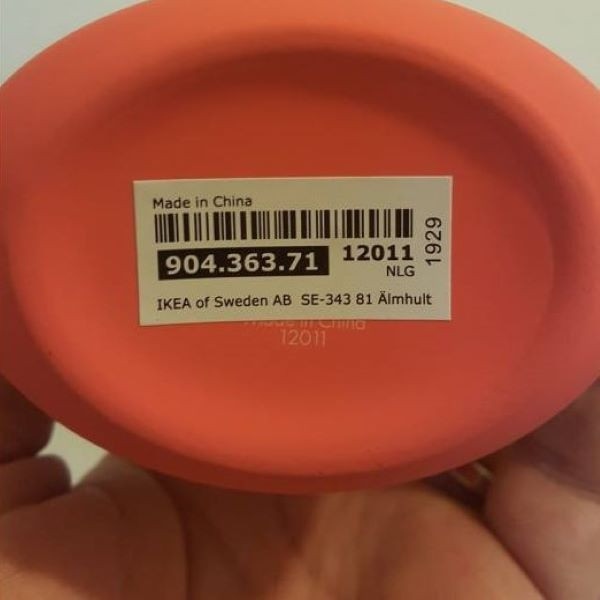 Made in China
904.363.71
12011
NLG
1929
IKEA of Sweden AB SE-343 81 Älmhult
Made in China
12011